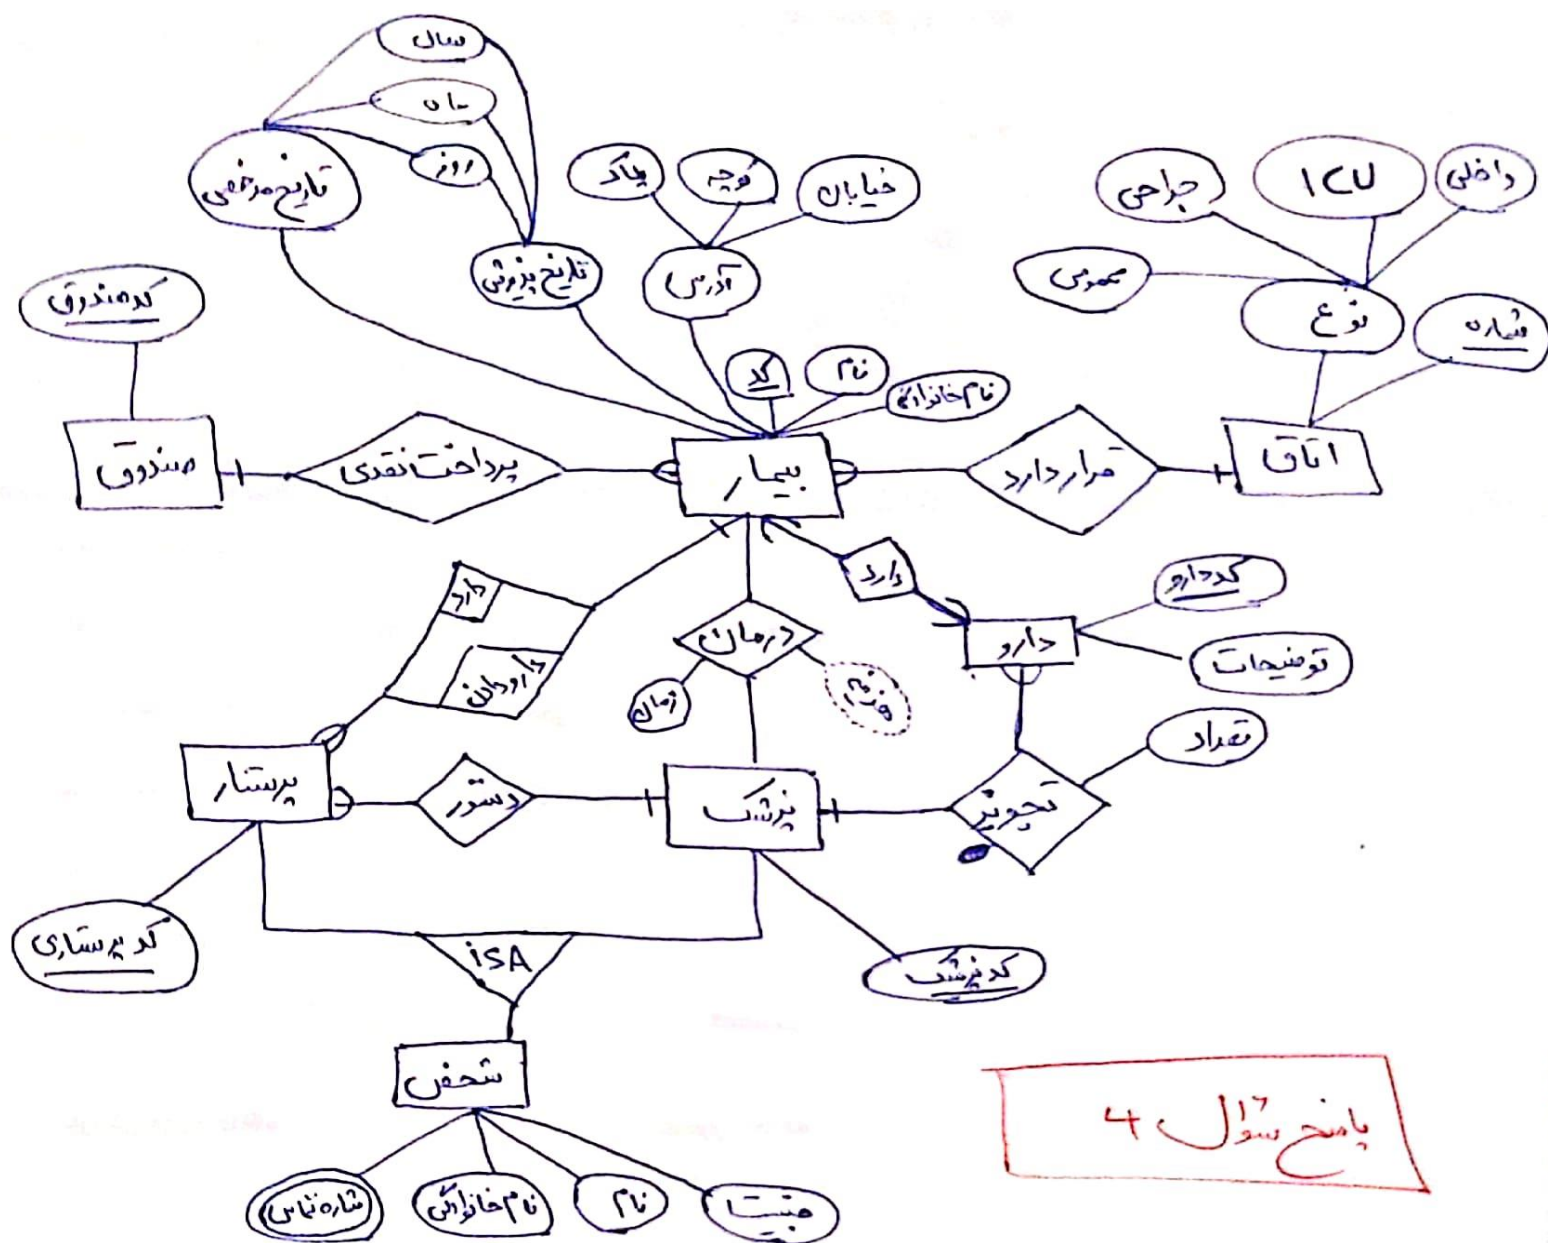 سال
ماه
روز
تاریخ مرخصی
تاریخ پذیرش
پلاک
کوچه
خیابان
آدرس
جراحی
ICU
داخلی
عمومی
نوع
شماره
کد صندوق
کد
نام
نام خانوادگی
صندوق
پرداخت نقدی
بیمار
قرار دارد
اتاق
دارد
دارو دادن
درمان
زمان
هزینه
دارد
دارو
کد دارو
توضیحات
تعداد
پرستار
دستور
پزشک
تجویز
کد پرستاری
ISA
کد پزشک
شخص
شماره تماس
نام خانوادگی
نام
جنسیت
پاسخ سوال 4